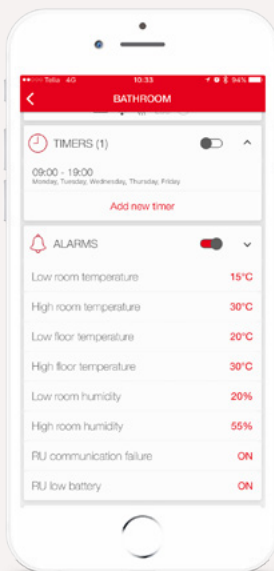 Telia 4G 10:33 94%
BATHROOM
TIMERS (1)
09:00 - 19:00
Monday, Tuesday, Wednesday, Thursday, Friday
Add new timer
ALARMS
Low room temperature 15°C
High room temperature 30°C
Low floor temperature 20°C
High floor temperature 30°C
Low room humidity 20%
High room humidity 55%
RU communication failure ON
RU low battery ON